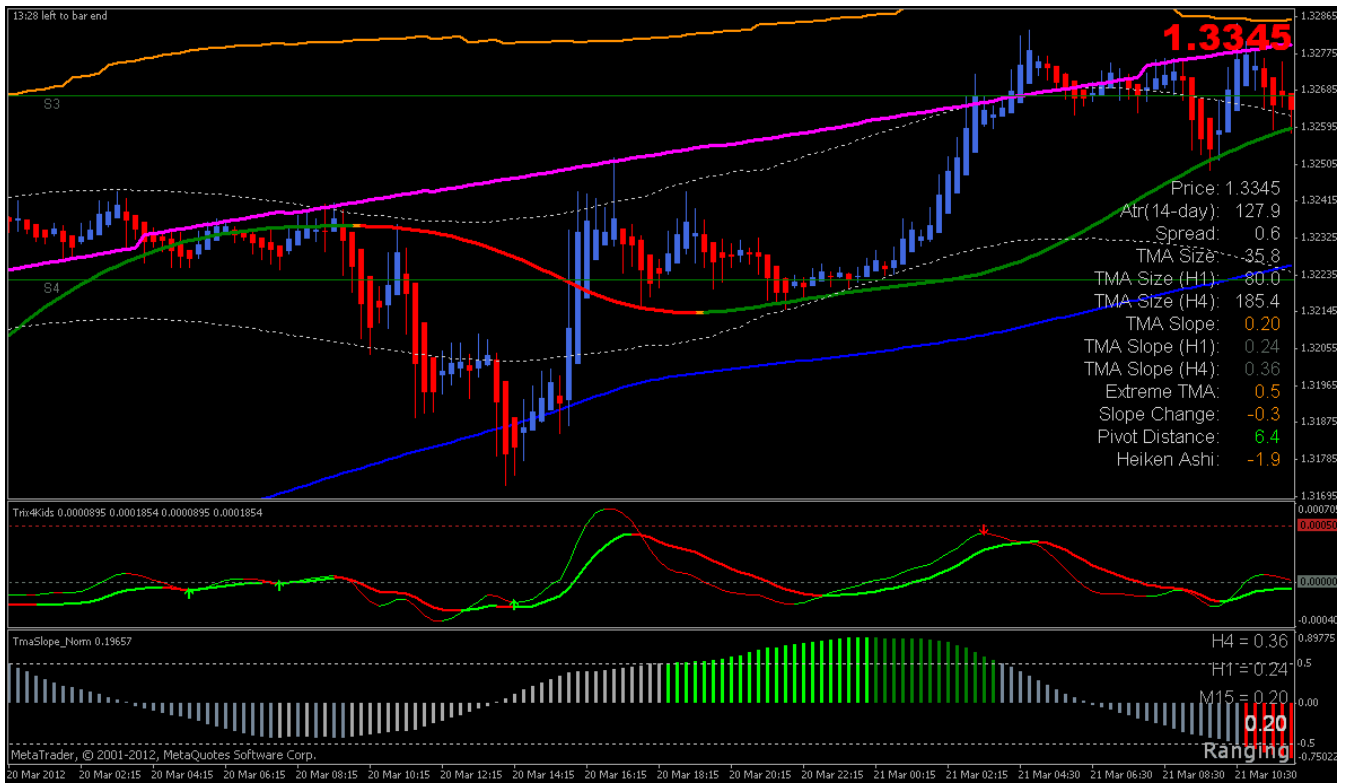 13:28 left to bar end
1.3345
1.32865
1.32775
S3
1.32685
1.32595
1.32505
Price: 1.3345
Atr(14-day): 127.9
1.32415
Spread: 0.6
1.32325
TMA Size: 35.8
TMA Size (H1): 80.0
1.32235
S4
TMA Size (H4): 185.4
1.32145
TMA Slope: 0.20
TMA Slope (H1): 0.24
1.32055
TMA Slope (H4): 0.36
1.31965
Extreme TMA: 0.5
Slope Change: -0.3
1.31875
Pivot Distance: 6.4
Heiken Ashi: -1.9
1.31785
1.31695
Trix4Kids 0.0000895 0.0001854 0.0000895 0.0001854
0.000705
0.00050
0.00000
-0.00040
TmaSlope_Norm 0.19657
H4 = 0.36
0.89775
H1 = 0.24
0.5
M15 = 0.20
0.00
0.20
-0.5
Ranging
-0.75022
MetaTrader, © 2001-2012, MetaQuotes Software Corp.
20 Mar 2012 20 Mar 02:15 20 Mar 04:15 20 Mar 06:15 20 Mar 08:15 20 Mar 10:15 20 Mar 12:15 20 Mar 14:15 20 Mar 16:15 20 Mar 18:15 20 Mar 20:15 20 Mar 22:15 21 Mar 00:15 21 Mar 02:15 21 Mar 04:30 21 Mar 06:30 21 Mar 08:30 21 Mar 10:30